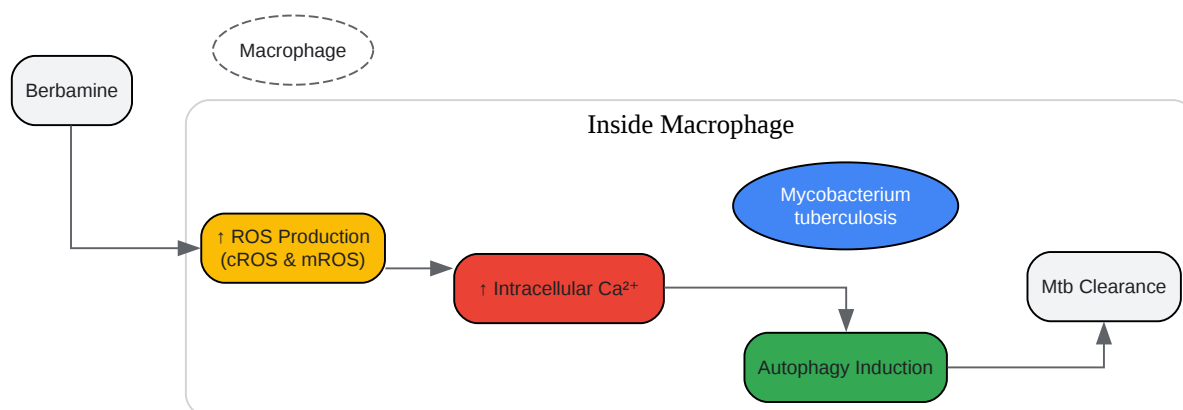 Macrophage
Berbamine
Inside Macrophage
Mycobacterium
tuberculosis
↑ ROS Production
(cROS & mROS)
↑ Intracellular Ca²⁺
Mtb Clearance
Autophagy Induction